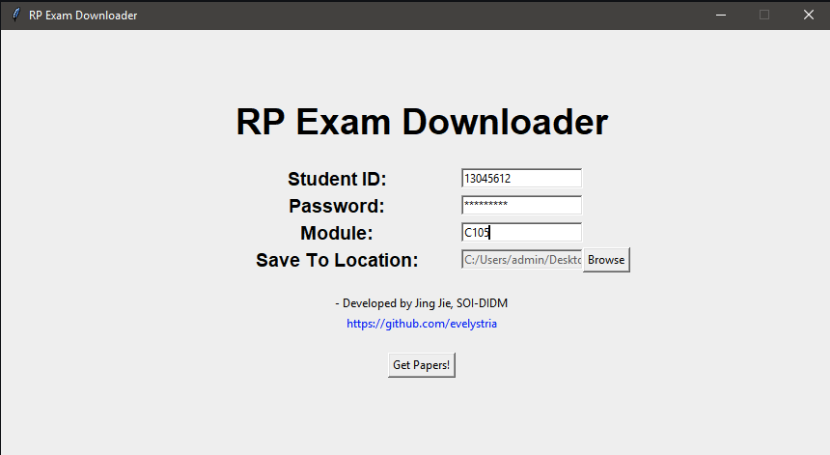 RP Exam Downloader
RP Exam Downloader
Student ID: 13045612
Password: *********
Module: C105
Save To Location: C:/Users/admin/Deskto Browse
- Developed by Jing Jie, SOI-DIDM
https://github.com/evelystria
Get Papers!